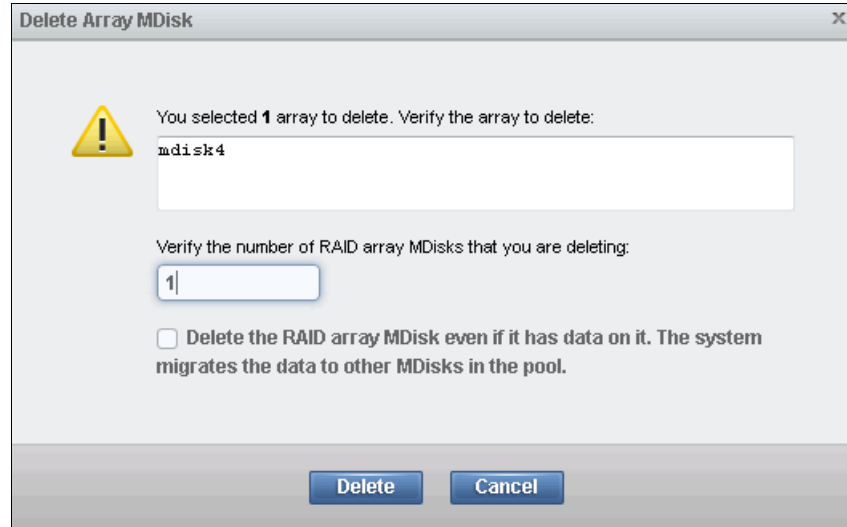 Delete Array MDisk
x
You selected 1 array to delete. Verify the array to delete:
mdisk4
Verify the number of RAID array MDisks that you are deleting:
1
Delete the RAID array MDisk even if it has data on it. The system
migrates the data to other MDisks in the pool.
Delete
Cancel